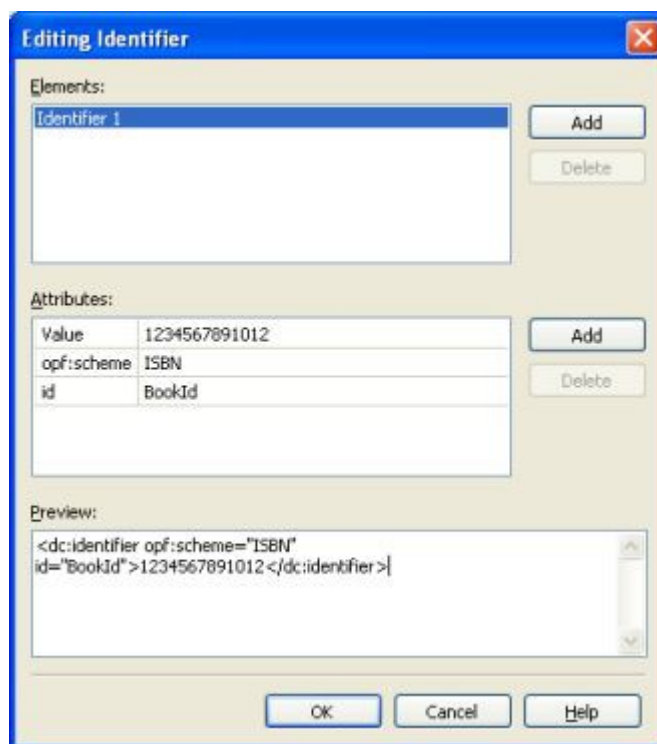 Editing Identifier
Elements:
Identifier 1
Add
Delete
Attributes:
Value 1234567891012
opf:scheme ISBN
id BookId
Add
Delete
Preview:
<dc:identifier opf:scheme="ISBN"
id="BookId">1234567891012</dc:identifier>
OK Cancel Help